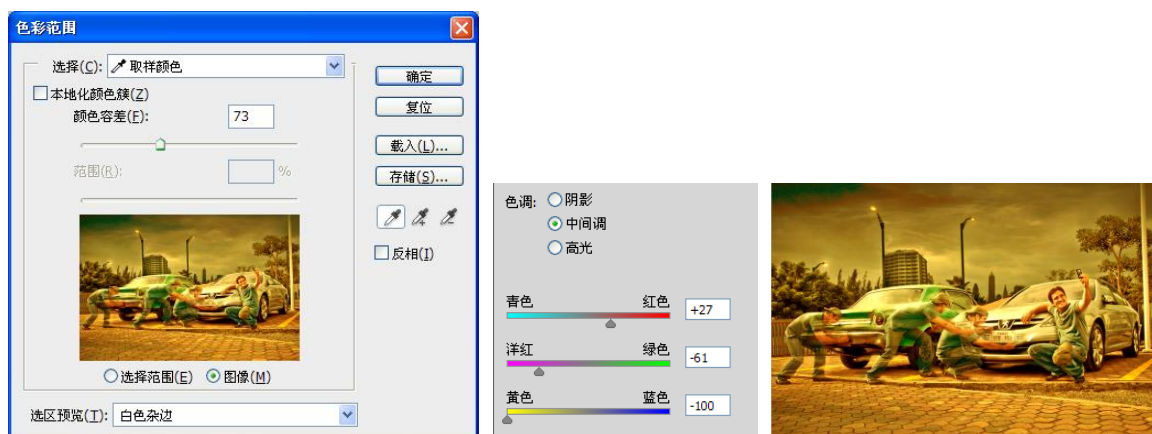 色彩范围
选择(C): 取样颜色
本地化颜色簇(Z)
颜色容差(F): 73
范围(R): %
选择范围(E) 图像(M)
选区预览(T): 白色杂边
确定
复位
载入(L)...
存储(S)...
反相(I)
色调: 阴影
中间调
高光
青色 红色 +27
洋红 绿色 -61
黄色 蓝色 -100